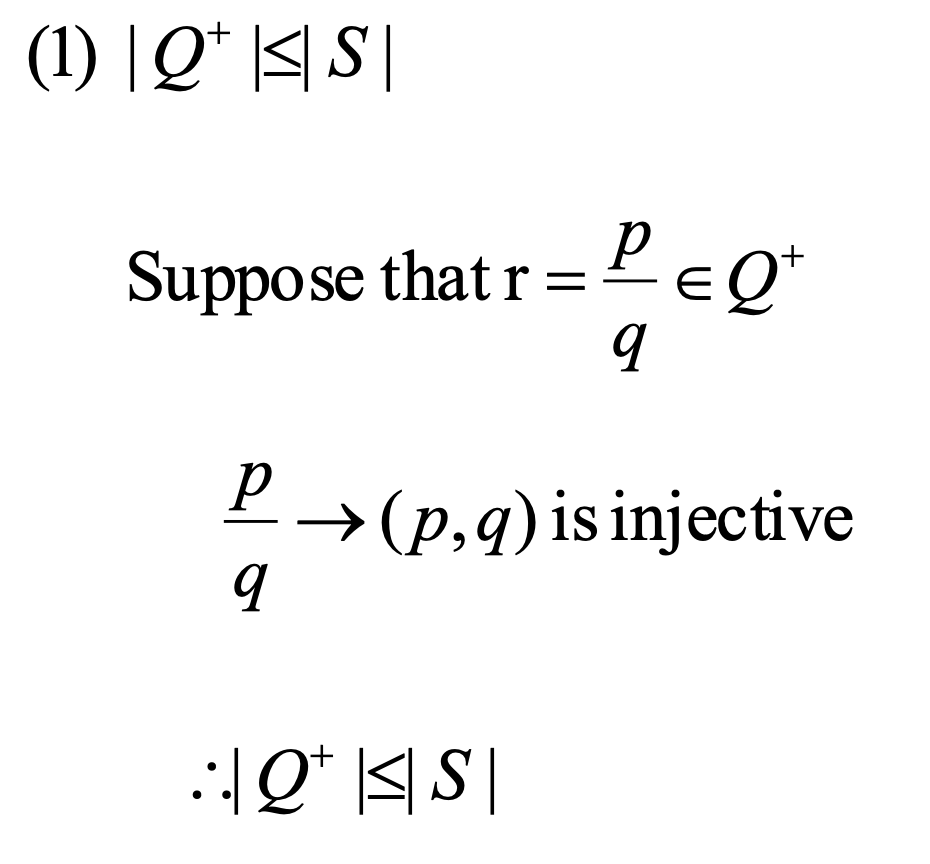 (1) | Q⁺ |≤| S |
Suppose that r = p/q ∈ Q⁺
p/q → (p, q) is injective
∴| Q⁺ |≤| S |